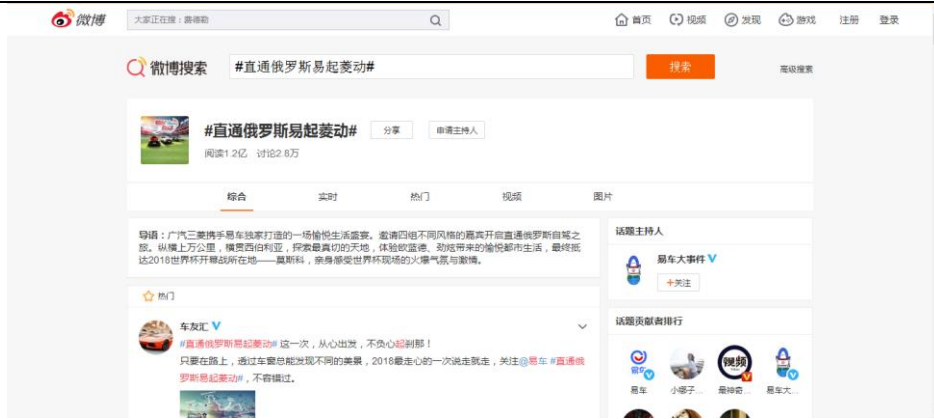 微博
大家正在搜：詹德勒
首页
视频
发现
游戏
注册
登录
微博搜索
#直通俄罗斯易起菱动#
搜索
高级搜索
#直通俄罗斯易起菱动#
分享
申请主持人
阅读1.2亿 讨论2.8万
综合
实时
热门
视频
图片
导语：广汽三菱携手易车独家打造的一场愉悦生活盛宴。邀请四组不同风格的嘉宾开启直通俄罗斯自驾之
旅。纵横上万公里，横贯西伯利亚，探索最真切的天地，体验欧蓝德、劲炫带来的愉悦都市生活，最终抵
达2018世界杯开幕战所在地——莫斯科，亲身感受世界杯现场的火爆气氛与激情。
话题主持人
易车大事件
+关注
热门
车友汇
#直通俄罗斯易起菱动# 这一次，从心出发，不负心起刹那！
只要在路上，透过车窗总能发现不同的美景，2018最走心的一次说走就走，关注@易车 #直通俄
罗斯易起菱动#，不容错过。
话题贡献者排行
易车
小哪子...
最神奇...
易车大...